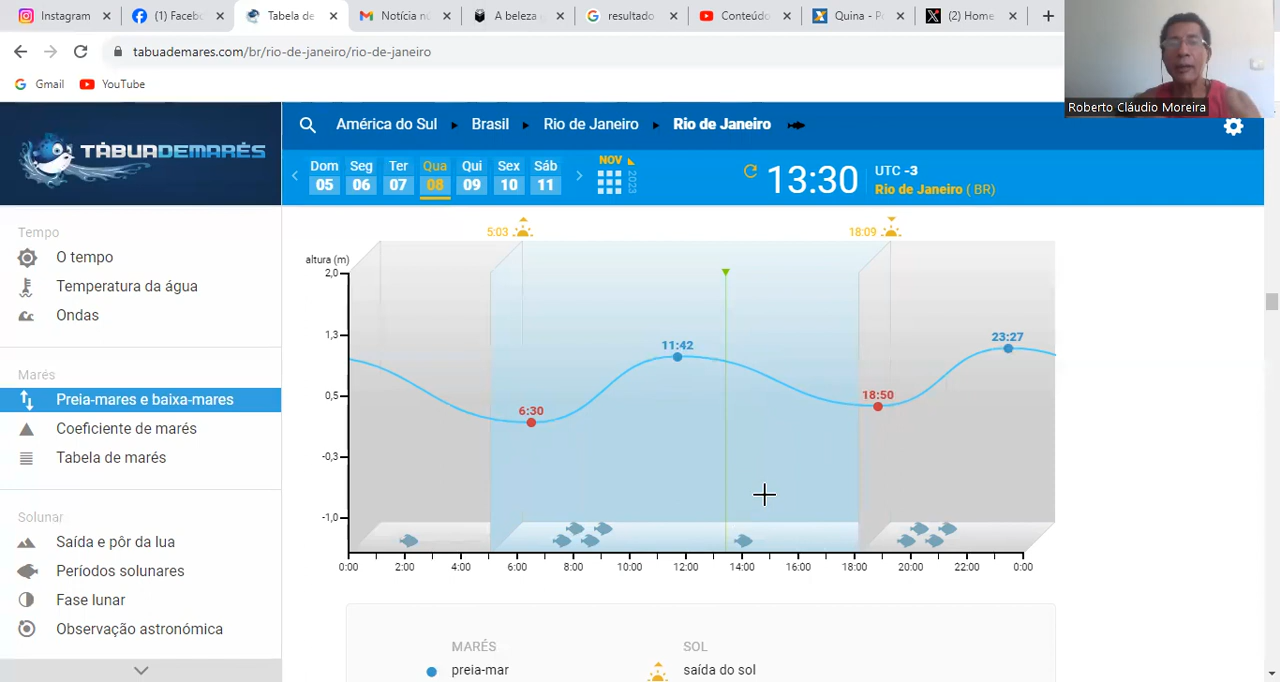 Instagram
(1) Faceb
Tabela de
Notícia n
A beleza
resultado
Conteúdo
Quina - P
(2) Home
tabuademares.com/br/rio-de-janeiro/rio-de-janeiro
Gmail
YouTube
Roberto Cláudio Moreira
TÁBUADEMARÉS
América do Sul
Brasil
Rio de Janeiro
Rio de Janeiro
Dom Seg Ter Qua Qui Sex Sáb
05 06 07 08 09 10 11
NOV
2023
13:30
UTC -3
Rio de Janeiro ( BR)
Tempo
O tempo
Temperatura da água
Ondas
Marés
Preia-mares e baixa-mares
Coeficiente de marés
Tabela de marés
Solunar
Saída e pôr da lua
Períodos solunares
Fase lunar
Observação astronómica
5:03
18:09
altura (m)
2,0
1,3
0,5
-0,3
-1,0
6:30
11:42
18:50
23:27
0:00 2:00 4:00 6:00 8:00 10:00 12:00 14:00 16:00 18:00 20:00 22:00 0:00
MARÉS
preia-mar
SOL
saída do sol